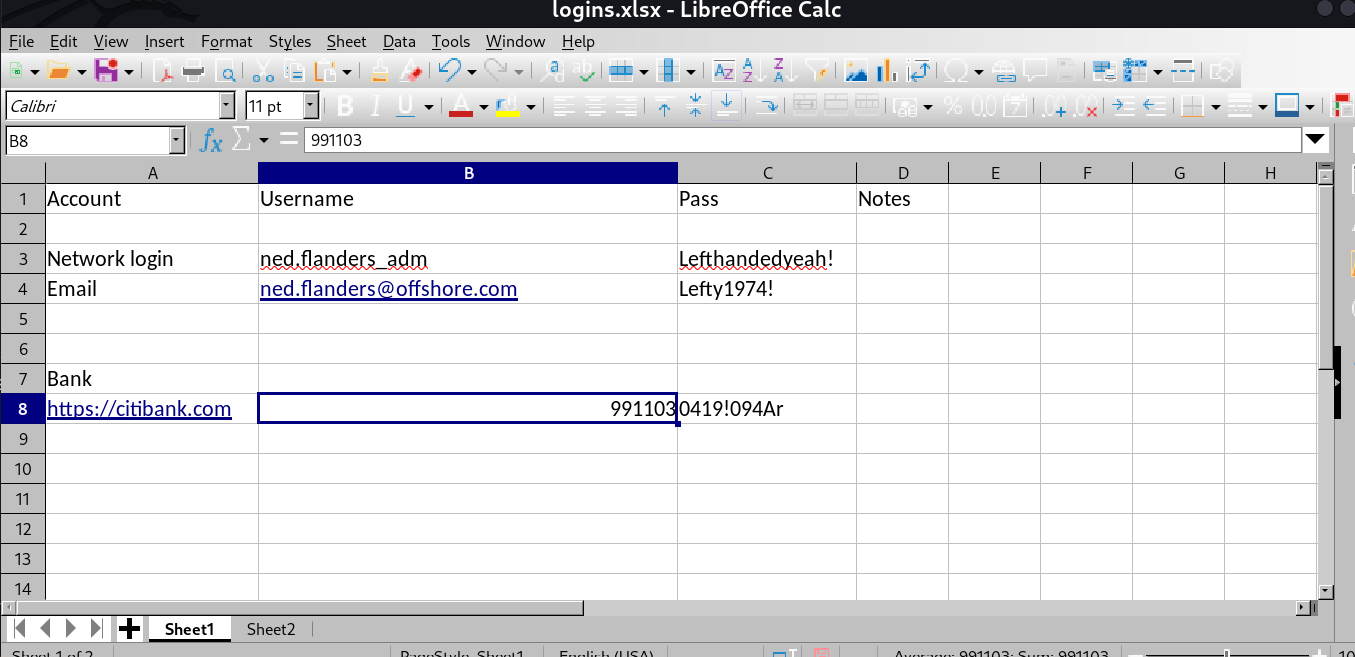 logins.xlsx - LibreOffice Calc
File Edit View Insert Format Styles Sheet Data Tools Window Help
Calibri 11 pt
B8 991103
A B C D E F G H
1 Account Username Pass Notes
2
3 Network login ned.flanders_adm Lefthandedyeah!
4 Email ned.flanders@offshore.com Lefty1974!
5
6
7 Bank
8 https://citibank.com 991103 0419!094Ar
9
10
11
12
13
14
Sheet1 Sheet2
Sheet 1 of 2 PageStyle_Sheet1 English (USA) Average: 991103; Sum: 991103